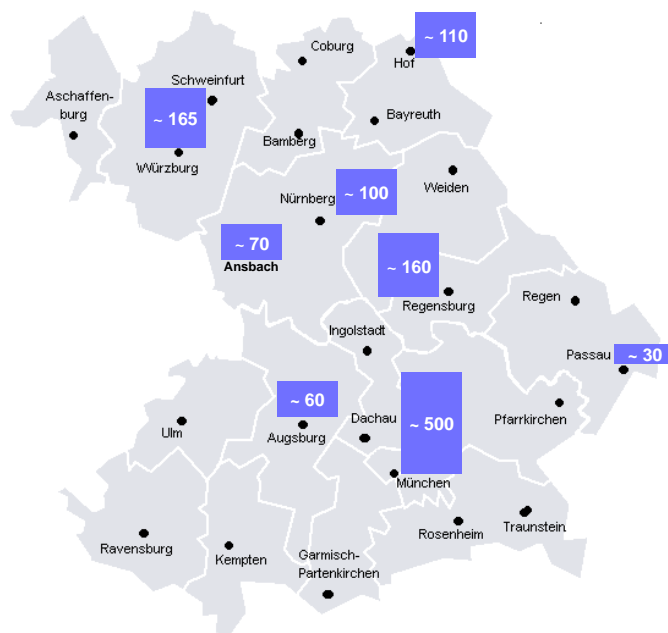 ~ 110
Coburg
Hof
Schweinfurt
Aschaffen-
burg
~ 165
Bayreuth
Bamberg
Würzburg
Weiden
~ 100
Nürnberg
~ 70
Ansbach
~ 160
Regen
Regensburg
Ingolstadt
Passau
~ 30
~ 60
Dachau
~ 500
Pfarrkirchen
Ulm
Augsburg
München
Traunstein
Rosenheim
Ravensburg
Kempten
Garmisch-
Partenkirchen